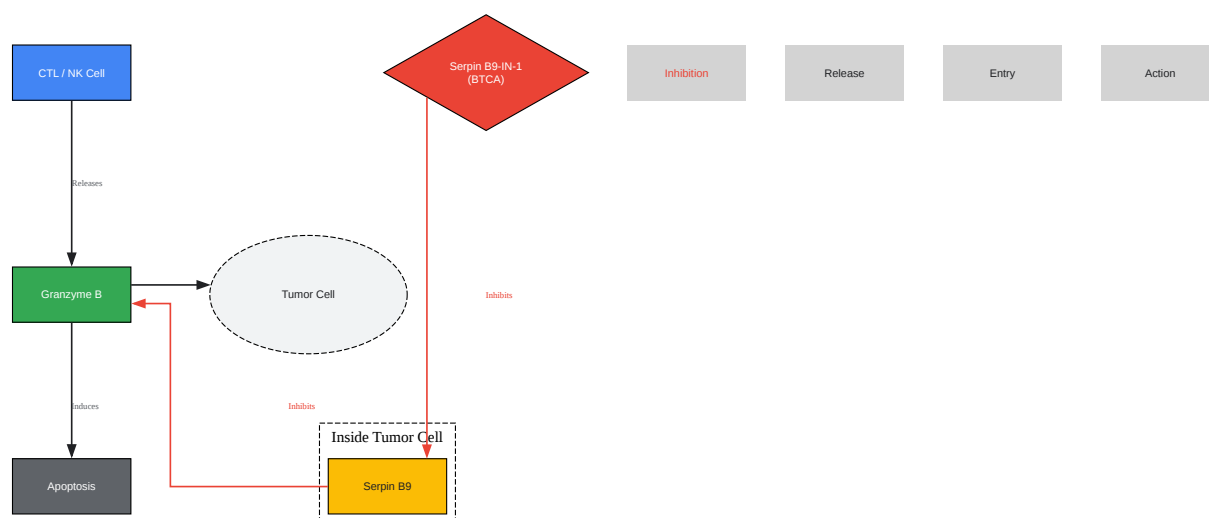 CTL / NK Cell
Serpin B9-IN-1
(BTCA)
Inhibition
Release
Entry
Action
Releases
Granzyme B
Tumor Cell
Inhibits
Induces
Inhibits
Inside Tumor Cell
Apoptosis
Serpin B9